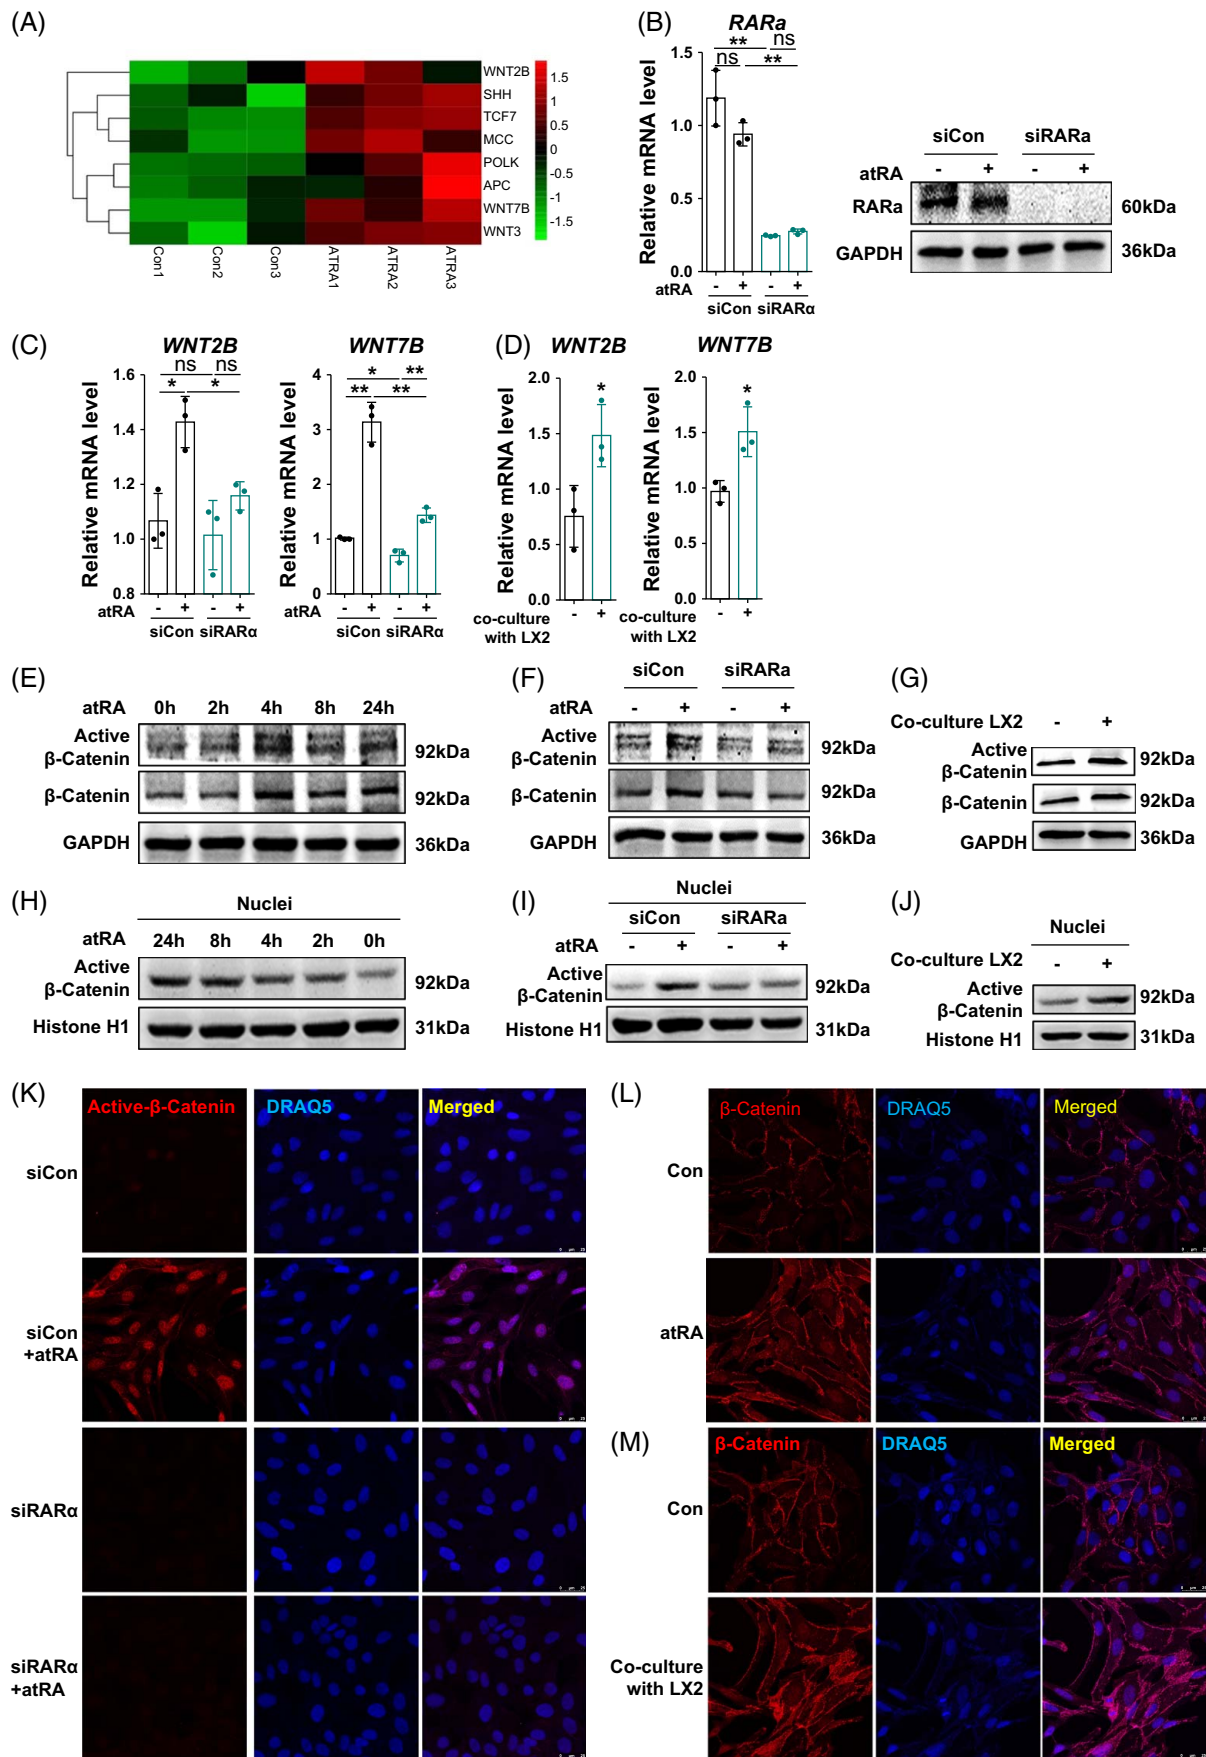 (A)
WNT2B
SHH
TCF7
MCC
POLK
APC
WNT7B
WNT3
1.5
1
0.5
0
-0.5
-1
-1.5
Con1
Con2
Con3
ATRA1
ATRA2
ATRA3
(B)
RARa
Relative mRNA level
1.5
1.0
0.5
0.0
** ns
ns **
atRA - + - +
siCon siRARα
siCon siRARa
atRA - + - +
RARa 60kDa
GAPDH 36kDa
(C)
WNT2B
Relative mRNA level
1.6
1.4
1.2
1.0
0.8
ns ns
* *
atRA - + - +
siCon siRARα
WNT7B
Relative mRNA level
4
3
2
1
0
* **
** **
atRA - + - +
siCon siRARα
(D)
WNT2B
Relative mRNA level
2.0
1.5
1.0
0.5
0.0
*
co-culture - +
with LX2
WNT7B
Relative mRNA level
2.0
1.5
1.0
0.5
0.0
*
co-culture - +
with LX2
(E)
atRA 0h 2h 4h 8h 24h
Active
β-Catenin 92kDa
β-Catenin 92kDa
GAPDH 36kDa
(F)
siCon siRARa
atRA - + - +
Active
β-Catenin 92kDa
β-Catenin 92kDa
GAPDH 36kDa
(G)
Co-culture LX2 - +
Active
β-Catenin 92kDa
β-Catenin 92kDa
GAPDH 36kDa
(H)
Nuclei
atRA 24h 8h 4h 2h 0h
Active
β-Catenin 92kDa
Histone H1 31kDa
(I)
Nuclei
siCon siRARa
atRA - + - +
Active
β-Catenin 92kDa
Histone H1 31kDa
(J)
Nuclei
Co-culture LX2 - +
Active
β-Catenin 92kDa
Histone H1 31kDa
(K)
Active-β-Catenin DRAQ5 Merged
siCon
siCon
+atRA
siRARα
siRARα
+atRA
(L)
β-Catenin DRAQ5 Merged
Con
atRA
(M)
β-Catenin DRAQ5 Merged
Con
Co-culture
with LX2